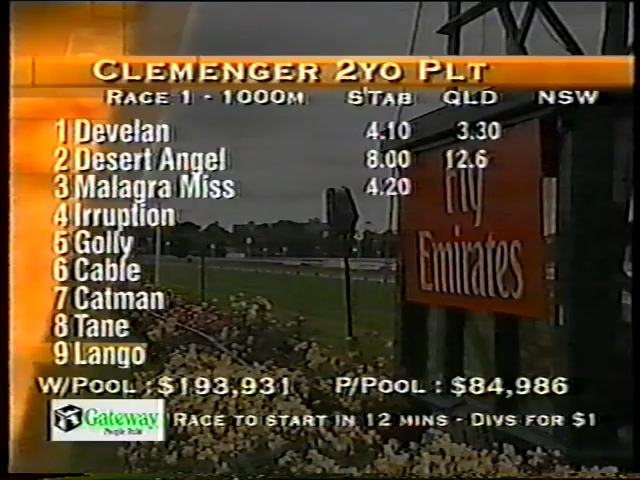 CLEMENGER 2YO PLT
RACE 1 - 1000M STAB QLD NSW
1 Develan 4.10 3.30
2 Desert Angel 8.00 12.6
3 Malagra Miss 4.20
4 Irruption
5 Golly
6 Cable
7 Catman
8 Tane
9 Lango
Fly
Emirates
W/POOL : $193,931 P/POOL : $84,986
Gateway
People Rule
RACE TO START IN 12 MINS - DIVS FOR $1